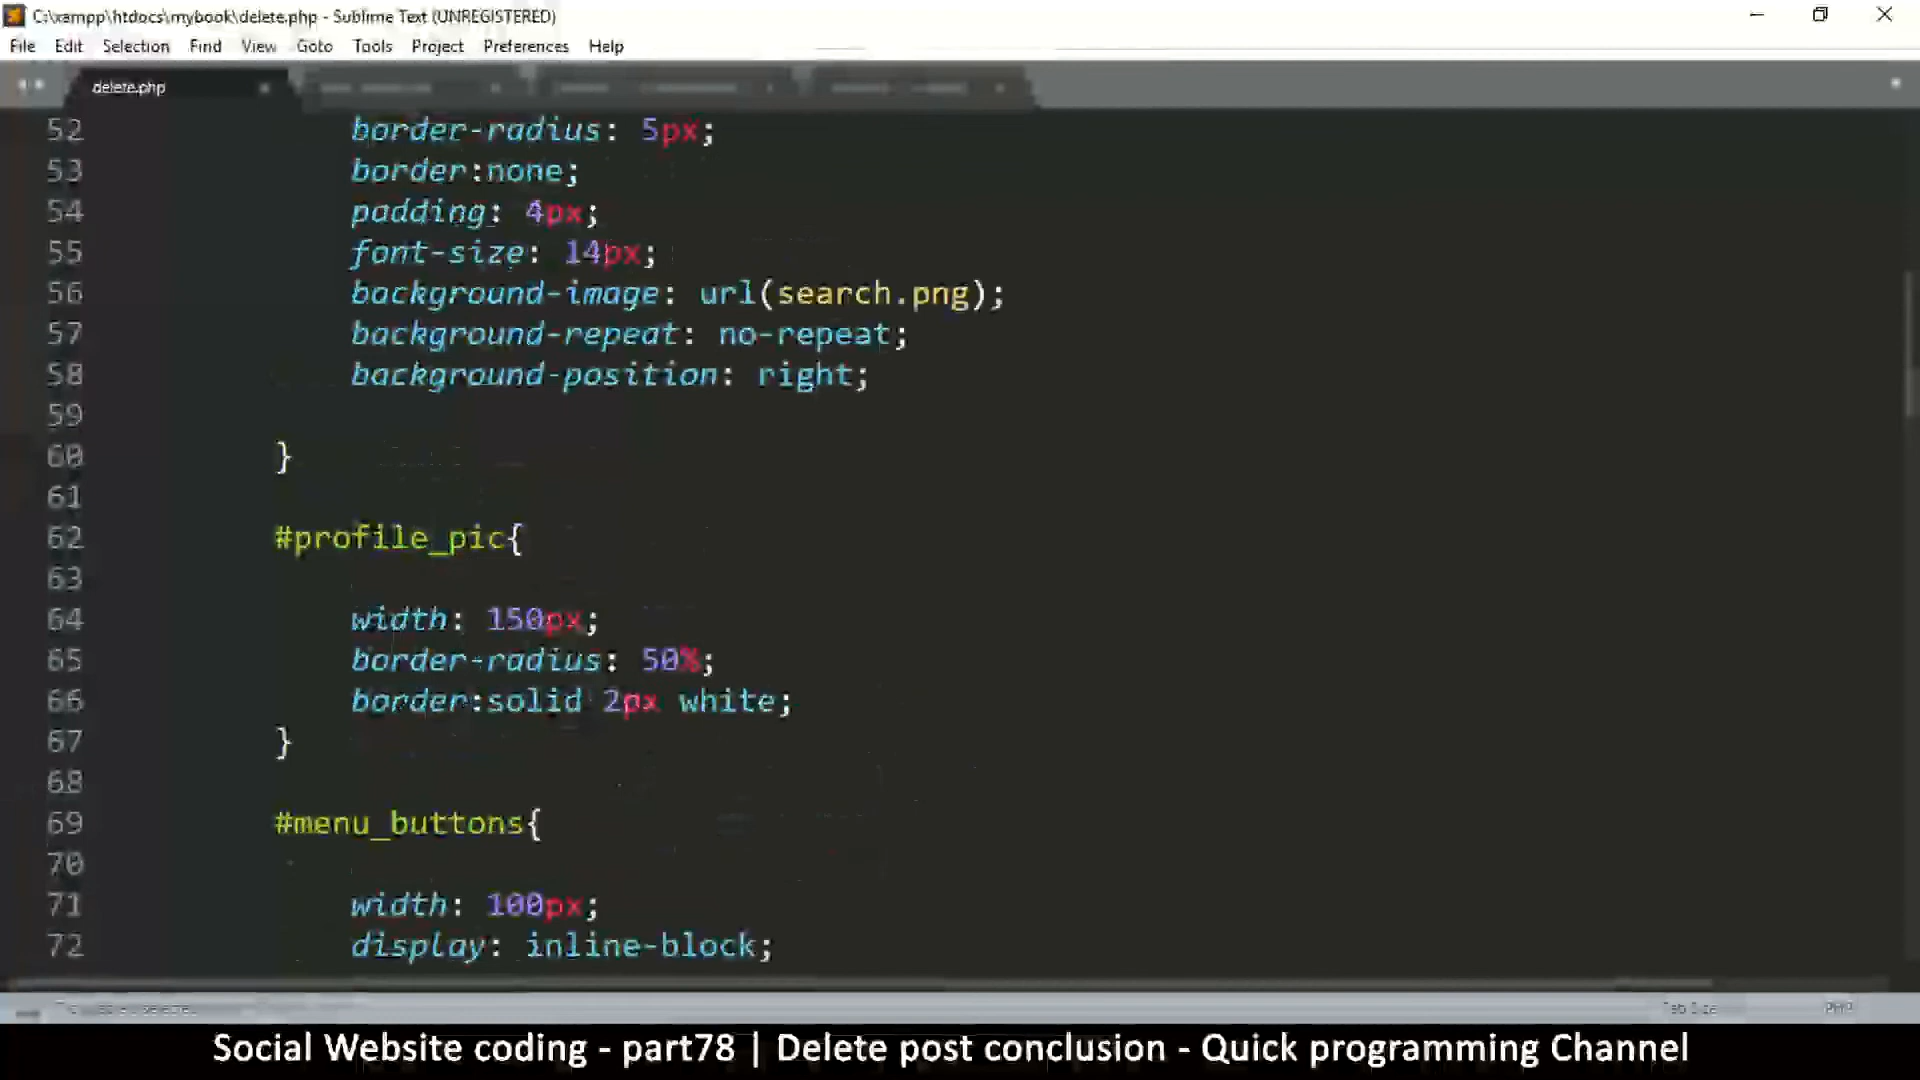 C:\xampp\htdocs\mybook\delete.php - Sublime Text (UNREGISTERED)
File Edit Selection Find View Goto Tools Project Preferences Help
delete.php
52 border-radius: 5px;
53 border:none;
54 padding: 4px;
55 font-size: 14px;
56 background-image: url(search.png);
57 background-repeat: no-repeat;
58 background-position: right;
59
60 }
61
62 #profile_pic{
63
64 width: 150px;
65 border-radius: 50%;
66 border:solid 2px white;
67 }
68
69 #menu_buttons{
70
71 width: 100px;
72 display: inline-block;
Tab Size PHP
Social Website coding - part78 | Delete post conclusion - Quick programming Channel